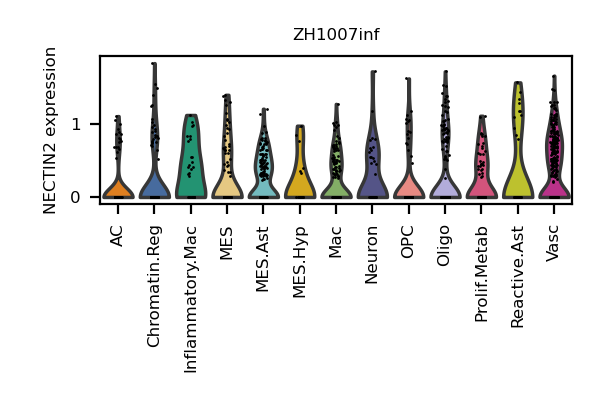 ZH1007inf
NECTIN2 expression
1
0
AC
Chromatin.Reg
Inflammatory.Mac
MES
MES.Ast
MES.Hyp
Mac
Neuron
OPC
Oligo
Prolif.Metab
Reactive.Ast
Vasc